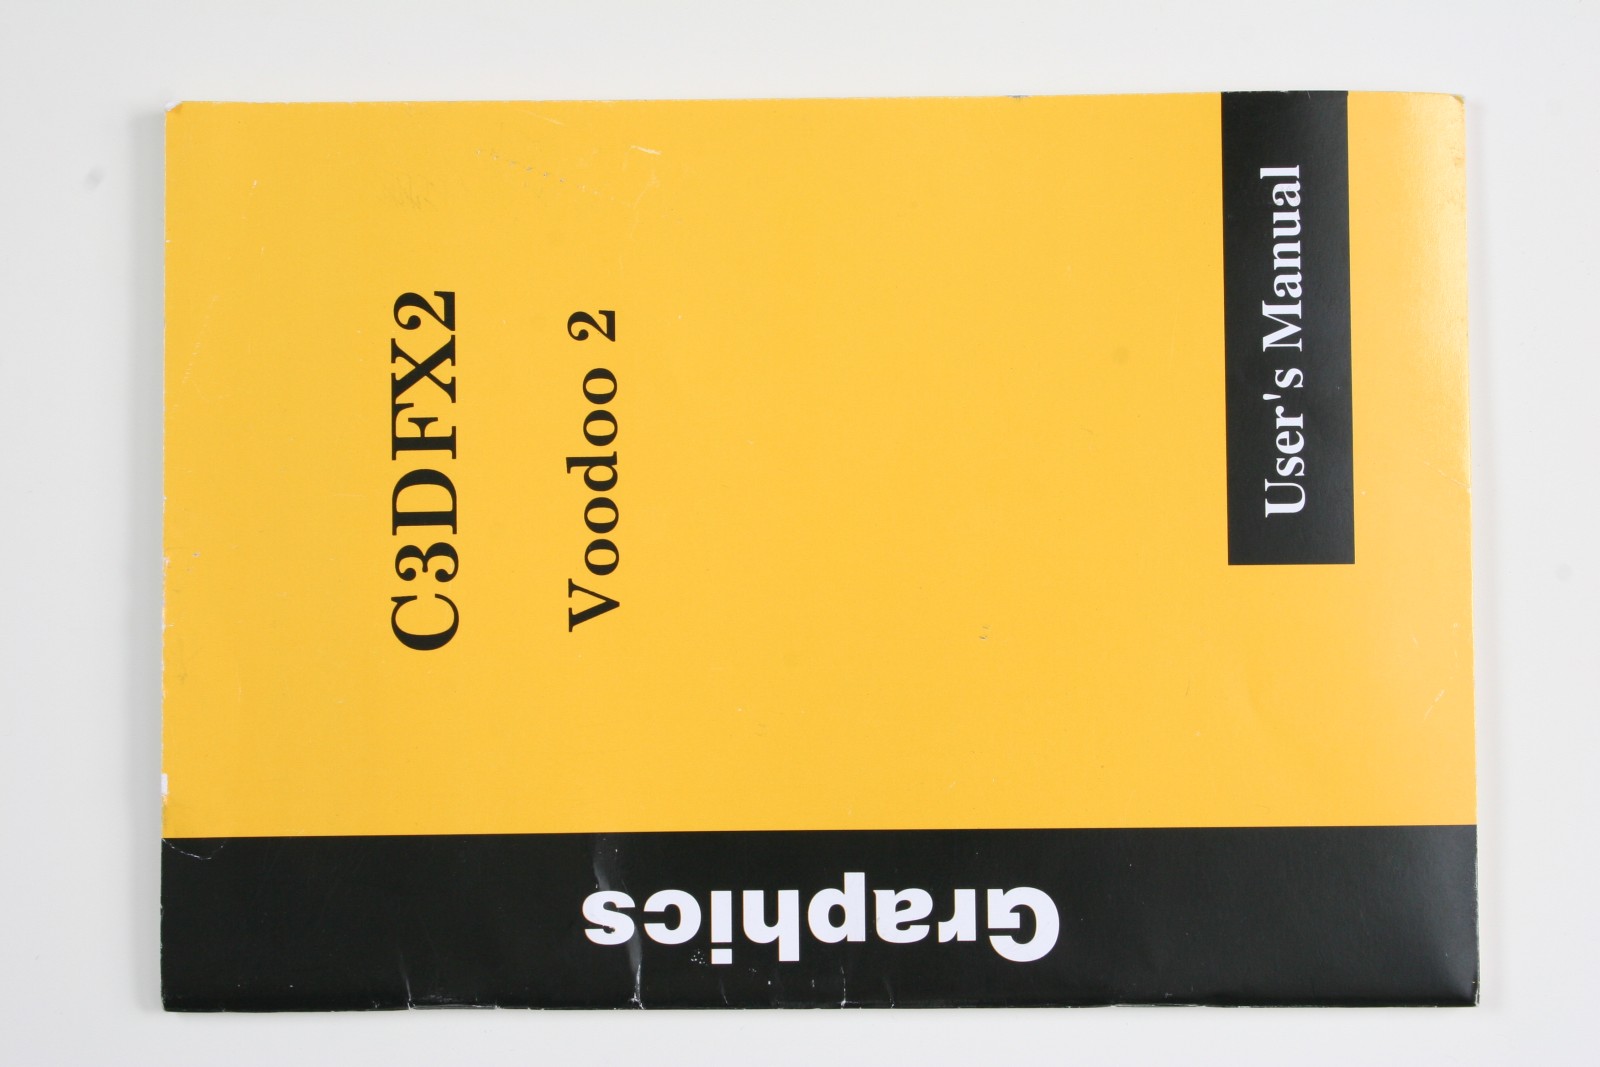 C3DFX2
Voodoo 2
User's Manual
Graphics